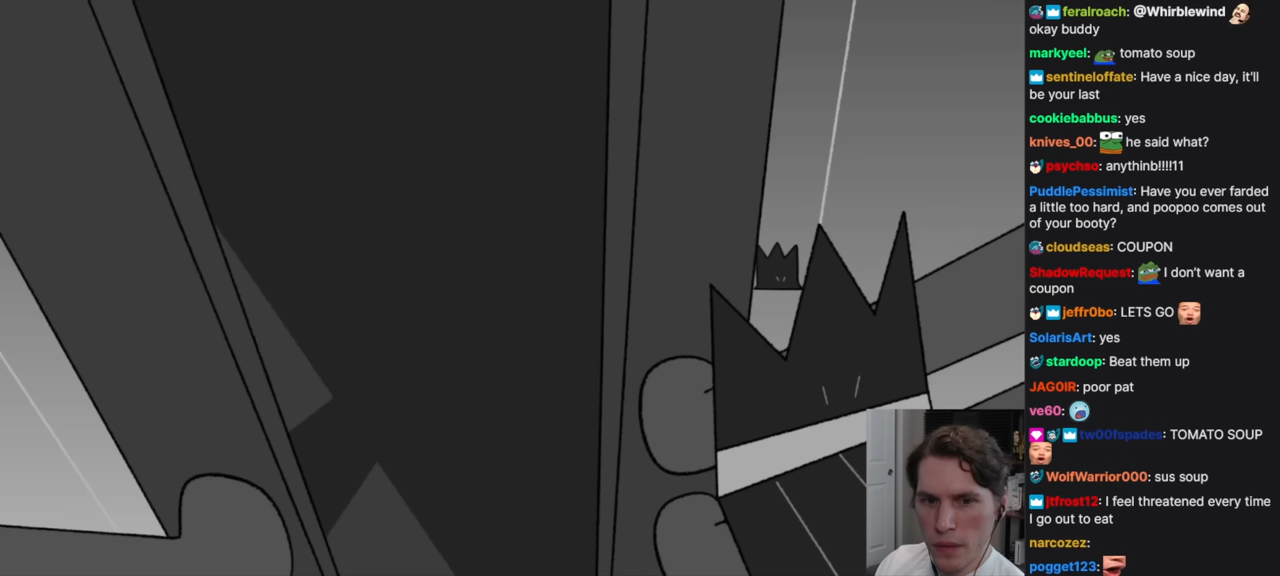 feralroach: @Whirblewind
okay buddy
markyeel: tomato soup
sentineloffate: Have a nice day, it'll
be your last
cookiebabbus: yes
knives_00: he said what?
psychso: anythinb!!!!11
PuddlePessimist: Have you ever farded
a little too hard, and poopoo comes out
of your booty?
cloudseas: COUPON
ShadowRequest: I don't want a
coupon
jeffr0bo: LETS GO
SolarisArt: yes
stardoop: Beat them up
JAG0IR: poor pat
ve60:
tw00fspades: TOMATO SOUP
WolfWarrior000: sus soup
jtfrost12: I feel threatened every time
I go out to eat
narcozez:
pogget123: